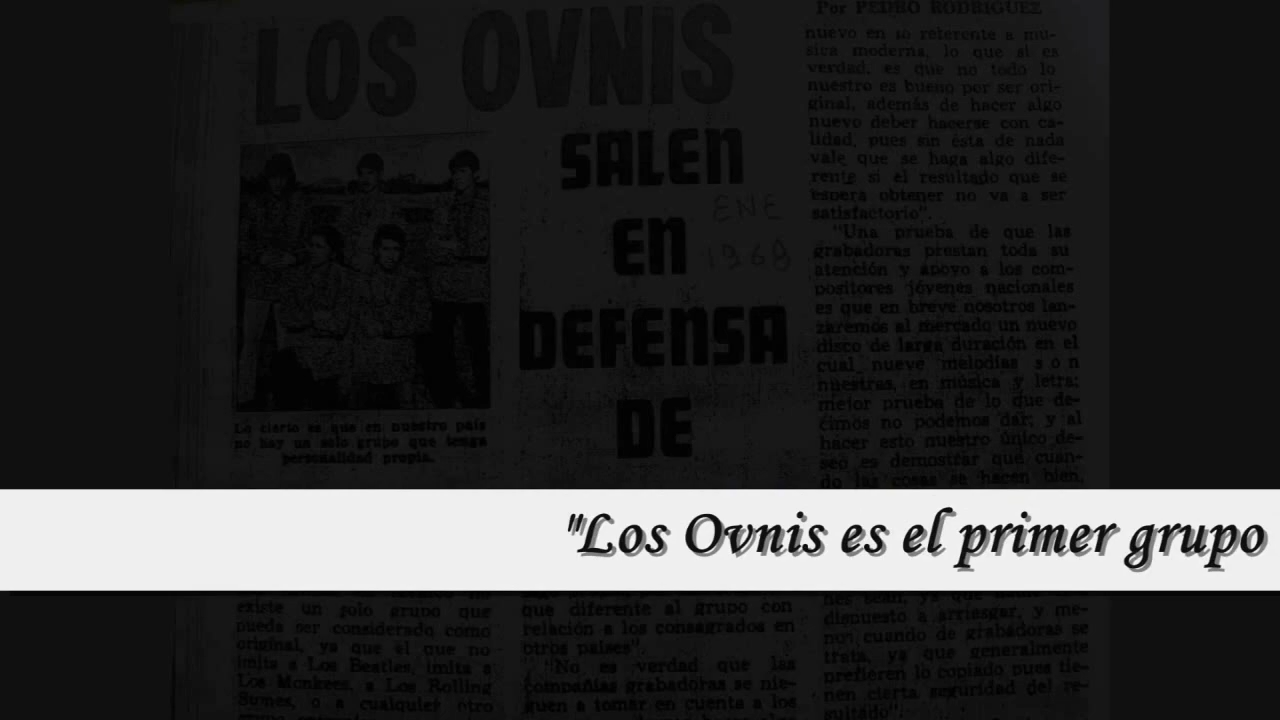 LOS OVNIS
SALEN
EN
DEFENSA
DE
ENE
1968
Lo cierto es que en nuestro país
no hay un solo grupo que tenga
personalidad propia.
existe un solo grupo que
pueda ser considerado como
original, ya que el que no
imita a Los Beatles, imita a
Los Monkees, a Los Rolling
o a cualquier otro
que diferente al grupo con
relación a los consagrados en
otros países".
"No es verdad que las
compañías grabadoras se nie-
guen a tomar en cuenta a los
Por PEDRO RODRIGUEZ
nuevo en lo referente a mú-
sica moderna, lo que sí es
verdad, es que no todo lo
nuestro es bueno por ser ori-
ginal, además de hacer algo
nuevo deber hacerse con ca-
lidad, pues sin ésta de nada
vale que se haga algo dife-
rente si el resultado que se
espera obtener no va a ser
satisfactorio".
"Una prueba de que las
grabadoras prestan toda su
atención y apoyo a los com-
positores jóvenes nacionales
es que en breve nosotros lan-
zaremos al mercado un nuevo
disco de larga duración en el
cual nueve melodías son
nuestras, en música y letra;
mejor prueba de lo que de-
cimos no podemos dar; y al
hacer esto nuestro único de-
seo es demostrar que cuan-
do las cosas se hacen bien,
"Los Ovnis es el primer grupo
nes sean, ya que
dispuesto a arriesgar, y me-
nos cuando de grabadoras se
trata, ya que generalmente
prefieren lo copiado pues tie-
nen cierta seguridad del re-
sultado".